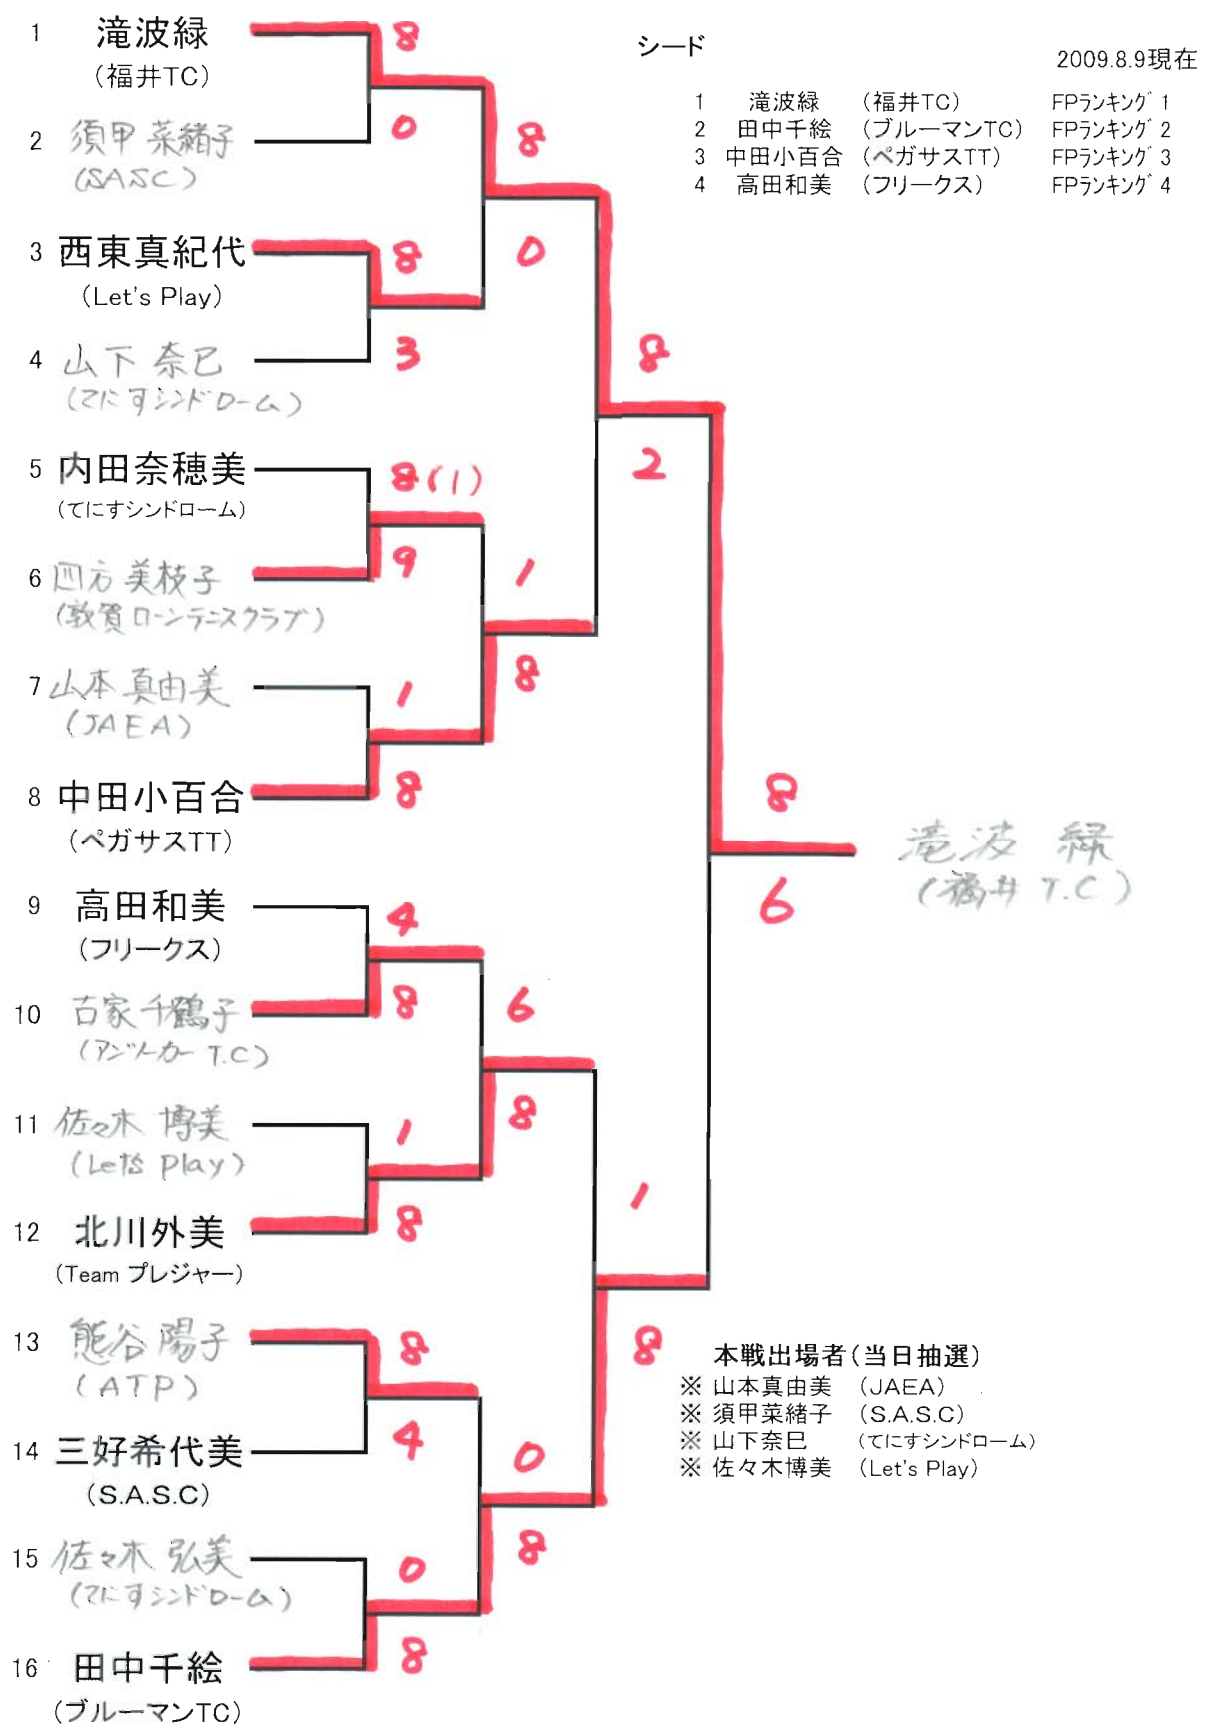 シード
2009.8.9現在
1 滝波緑 (福井TC) FPランキング 1
2 田中千絵 (ブルーマンTC) FPランキング 2
3 中田小百合 (ペガサスTT) FPランキング 3
4 高田和美 (フリークス) FPランキング 4
1 滝波緑 8
(福井TC)
2 須甲 菜緒子 0
(SASC)
8
0
3 西東真紀代 8
(Let's Play)
4 山下 奈巳 3
(てにすシンドローム)
8
2
5 内田奈穂美 8(1)
(てにすシンドローム)
6 四方 美枝子 9
(敦賀ローンテニスクラブ)
1
8
7 山本 真由美 1
(JAEA)
8 中田小百合 8
(ペガサスTT)
8
6
滝波 緑
(福井 T.C)
9 高田和美 4
(フリークス)
10 古家千鶴子 8
(アンツーカー T.C)
6
8
11 佐々木 博美 1
(Let's Play)
12 北川外美 8
(Team プレジャー)
1
8
13 熊谷 陽子 8
(ATP)
14 三好希代美 4
(S.A.S.C)
0
8
15 佐々木 弘美 0
(てにすシンドローム)
16 田中千絵 8
(ブルーマンTC)
本戦出場者(当日抽選)
※ 山本真由美 (JAEA)
※ 須甲菜緒子 (S.A.S.C)
※ 山下奈巳 (てにすシンドローム)
※ 佐々木博美 (Let's Play)